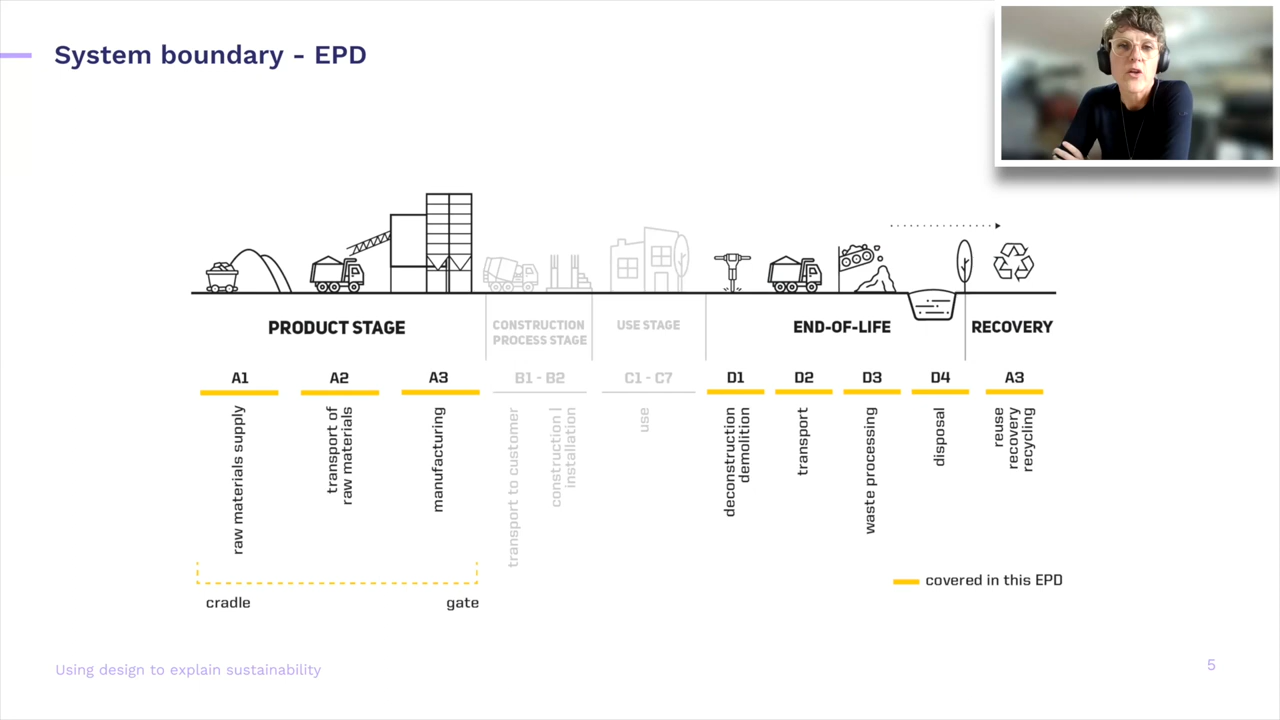 System boundary - EPD
PRODUCT STAGE
CONSTRUCTION
PROCESS STAGE
USE STAGE
END-OF-LIFE
RECOVERY
A1
A2
A3
B1 - B2
C1 - C7
D1
D2
D3
D4
A3
raw materials supply
transport of
raw materials
manufacturing
transport to customer
construction |
installation
use
deconstruction
demolition
transport
waste processing
disposal
reuse
recovery
recycling
cradle
gate
covered in this EPD
Using design to explain sustainability
5